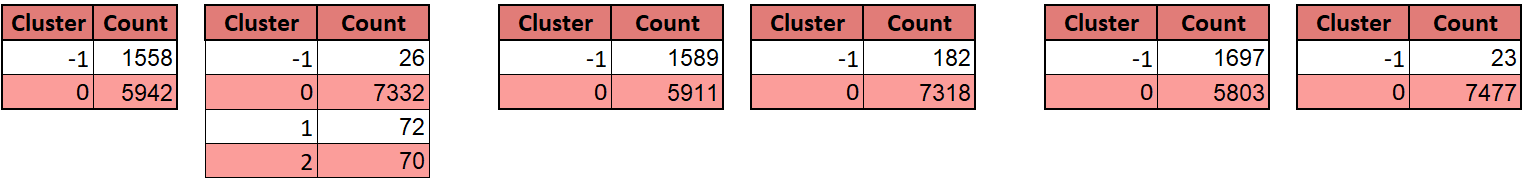 Cluster Count Cluster Count Cluster Count Cluster Count Cluster Count Cluster Count
-1 1558 -1 26 -1 1589 -1 182 -1 1697 -1 23
0 5942 0 7332 0 5911 0 7318 0 5803 0 7477
1 72
2 70